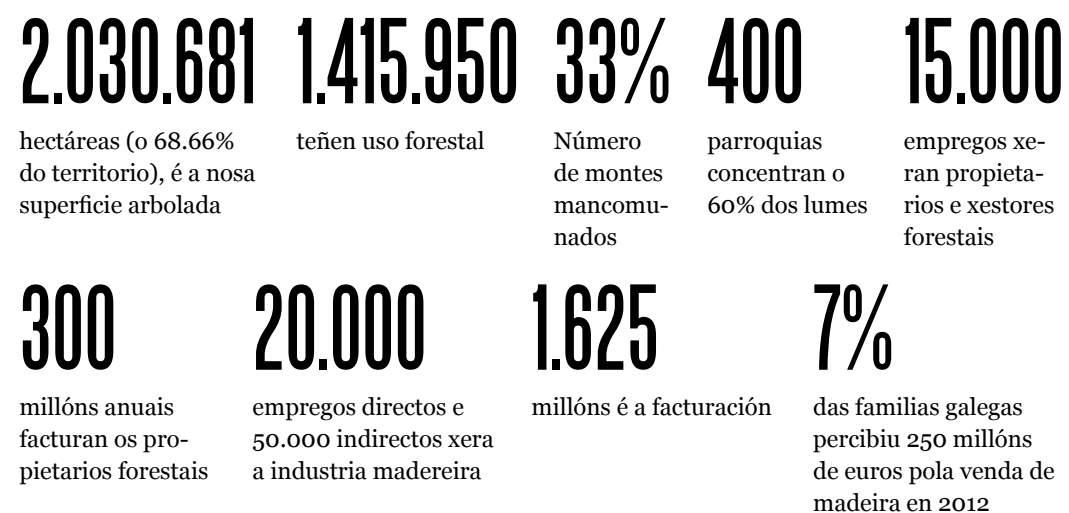 2.030.681
hectáreas (o 68.66%
do territorio), é a nosa
superficie arbolada
1.415.950
teñen uso forestal
33%
Número
de montes
mancomu-
nados
400
parroquias
concentran o
60% dos lumes
15.000
empregos xe-
ran propieta-
rios e xestores
forestais
300
millóns anuais
facturan os pro-
pietarios forestais
20.000
empregos directos e
50.000 indirectos xera
a industria madereira
1.625
millóns é a facturación
7%
das familias galegas
percibiu 250 millóns
de euros pola venda de
madeira en 2012